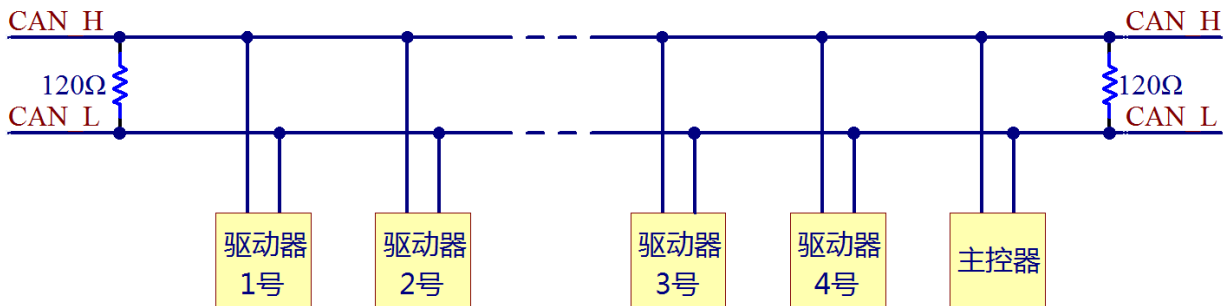 CAN H
CAN H
120Ω
120Ω
CAN L
CAN L
驱动器
1号
驱动器
2号
驱动器
3号
驱动器
4号
主控器